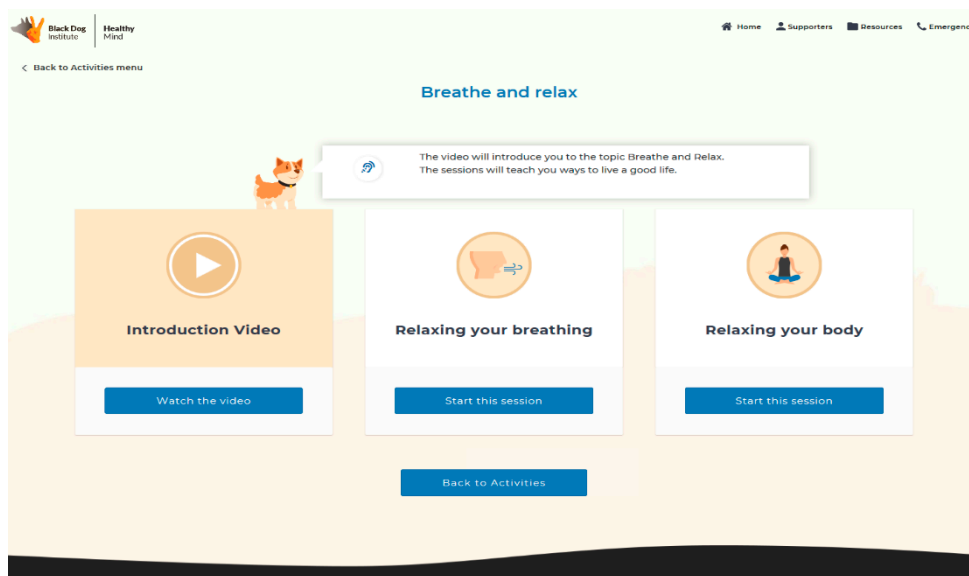 Black Dog
Institute
Healthy
Mind
Home
Supporters
Resources
Emergenc
Back to Activities menu
Breathe and relax
The video will introduce you to the topic Breathe and Relax.
The sessions will teach you ways to live a good life.
Introduction Video
Relaxing your breathing
Relaxing your body
Watch the video
Start this session
Start this session
Back to Activities